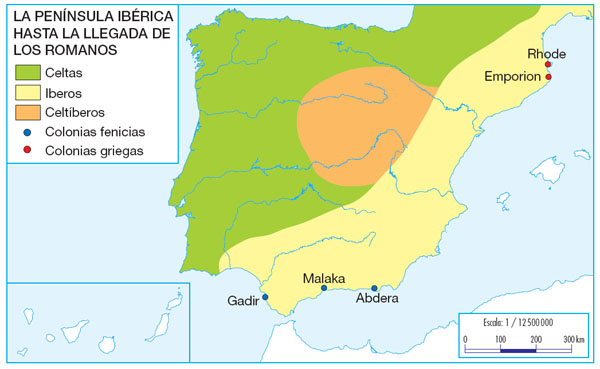 LA PENÍNSULA IBÉRICA
HASTA LA LLEGADA DE
LOS ROMANOS
Celtas
Iberos
Celtíberos
Colonias fenicias
Colonias griegas
Rhode
Emporion
Malaka
Gadir
Abdera
Escala: 1 / 12 500 000
0 100 200 300 km